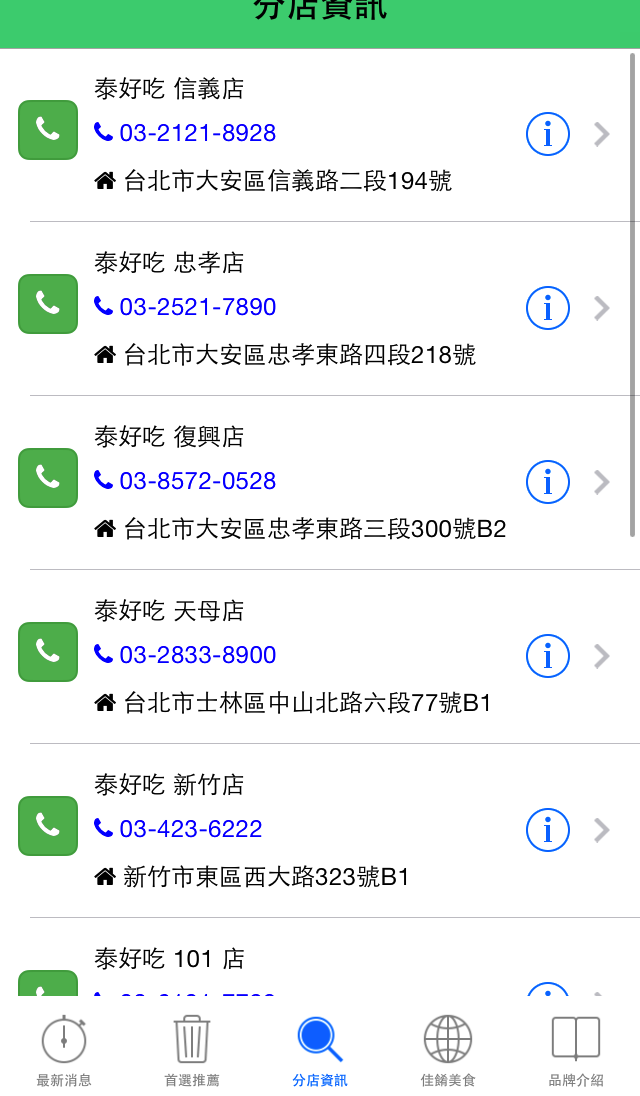 分店資訊
泰好吃 信義店
03-2121-8928
台北市大安區信義路二段194號
泰好吃 忠孝店
03-2521-7890
台北市大安區忠孝東路四段218號
泰好吃 復興店
03-8572-0528
台北市大安區忠孝東路三段300號B2
泰好吃 天母店
03-2833-8900
台北市士林區中山北路六段77號B1
泰好吃 新竹店
03-423-6222
新竹市東區西大路323號B1
泰好吃 101 店
最新消息
首選推薦
分店資訊
佳餚美食
品牌介紹